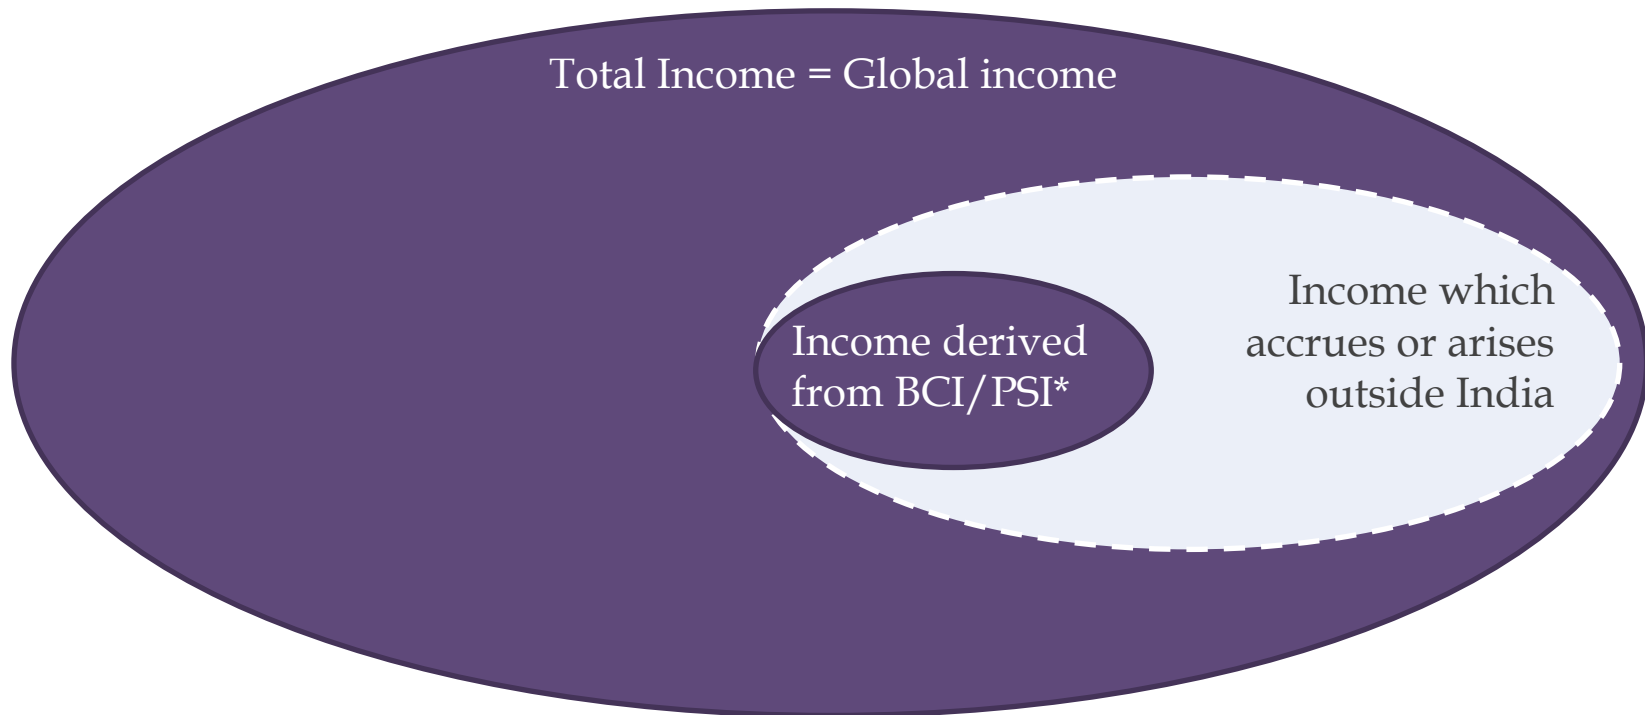 Total Income = Global income
Income derived
from BCI/PSI*
Income which
accrues or arises
outside India